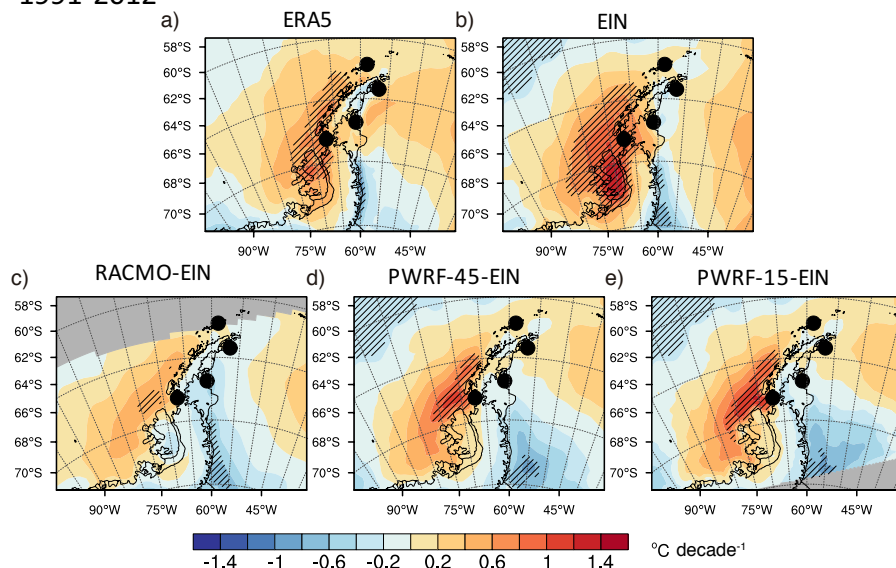 1991-2012
a) ERA5
b) EIN
58°S
60°S
62°S
64°S
66°S
68°S
70°S
58°S
60°S
62°S
64°S
66°S
68°S
70°S
90°W 75°W 60°W 45°W
90°W 75°W 60°W 45°W
c) RACMO-EIN
d) PWRF-45-EIN
e) PWRF-15-EIN
58°S
60°S
62°S
64°S
66°S
68°S
70°S
58°S
60°S
62°S
64°S
66°S
68°S
70°S
58°S
60°S
62°S
64°S
66°S
68°S
70°S
90°W 75°W 60°W 45°W
90°W 75°W 60°W 45°W
90°W 75°W 60°W 45°W
-1.4 -1 -0.6 -0.2 0.2 0.6 1 1.4 °C decade⁻¹